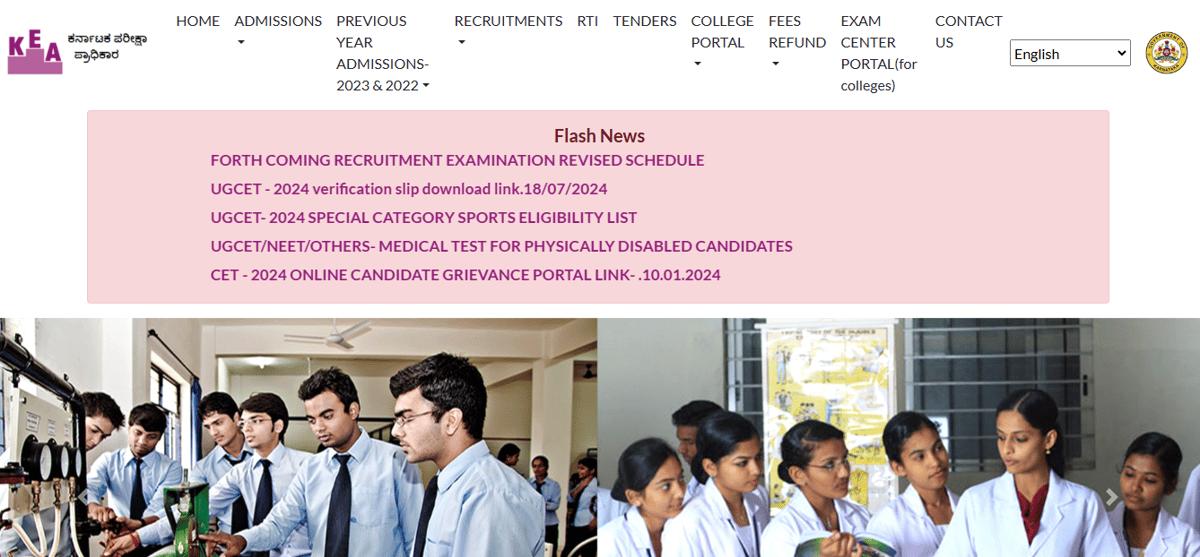 KEA
ಕರ್ನಾಟಕ ಪರೀಕ್ಷಾ
ಪ್ರಾಧಿಕಾರ
HOME
ADMISSIONS
PREVIOUS
YEAR
ADMISSIONS-
2023 & 2022
RECRUITMENTS
RTI
TENDERS
COLLEGE
PORTAL
FEES
REFUND
EXAM
CENTER
PORTAL(for
colleges)
CONTACT
US
English
Flash News
FORTH COMING RECRUITMENT EXAMINATION REVISED SCHEDULE
UGCET - 2024 verification slip download link.18/07/2024
UGCET- 2024 SPECIAL CATEGORY SPORTS ELIGIBILITY LIST
UGCET/NEET/OTHERS- MEDICAL TEST FOR PHYSICALLY DISABLED CANDIDATES
CET - 2024 ONLINE CANDIDATE GRIEVANCE PORTAL LINK- .10.01.2024